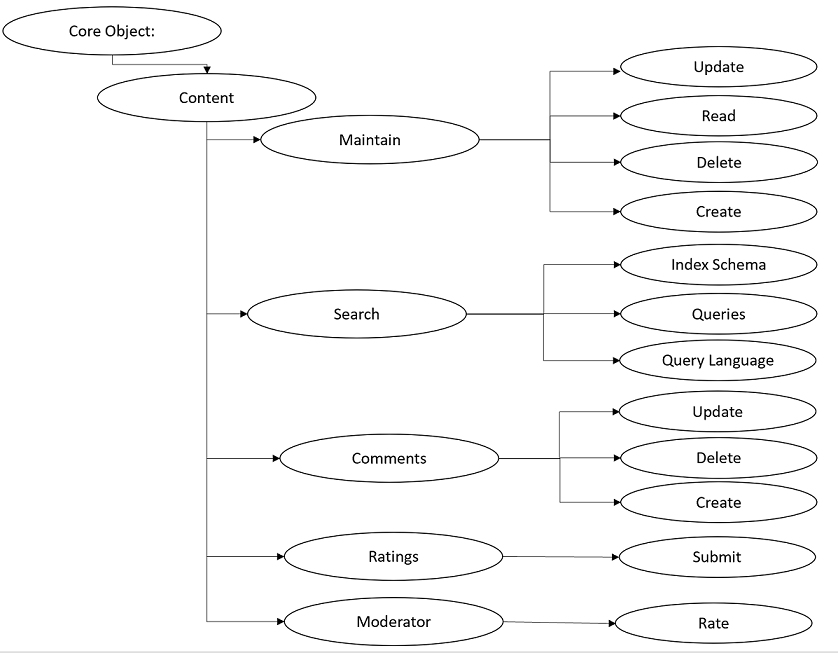 Core Object:
Content
Maintain
Update
Read
Delete
Create
Search
Index Schema
Queries
Query Language
Comments
Update
Delete
Create
Ratings
Submit
Moderator
Rate